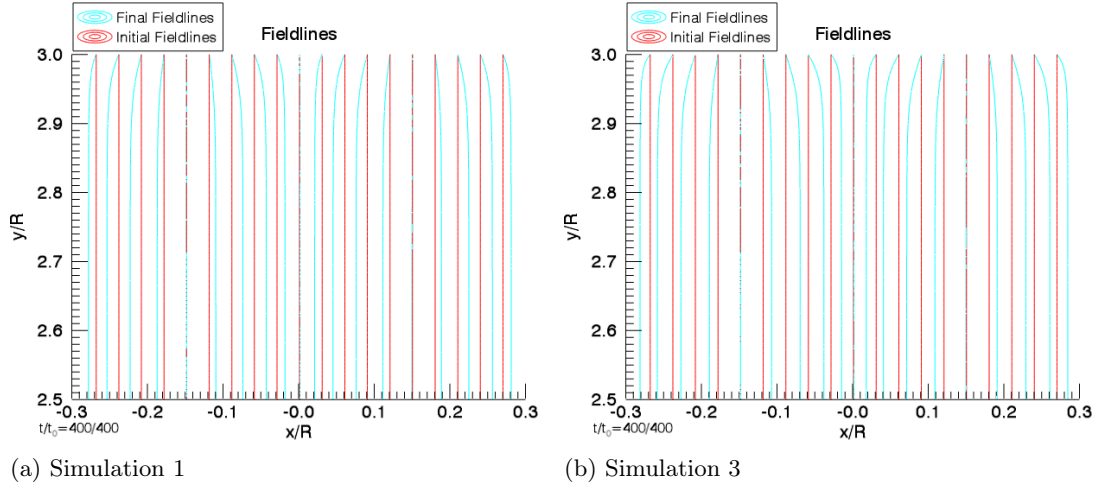 Final Fieldlines
Initial Fieldlines
Fieldlines
3.0
2.9
2.8
2.7
2.6
2.5
y/R
-0.3 -0.2 -0.1 -0.0 0.1 0.2 0.3
x/R
t/t₀=400/400
(a) Simulation 1
Final Fieldlines
Initial Fieldlines
Fieldlines
3.0
2.9
2.8
2.7
2.6
2.5
y/R
-0.3 -0.2 -0.1 -0.0 0.1 0.2 0.3
x/R
t/t₀=400/400
(b) Simulation 3